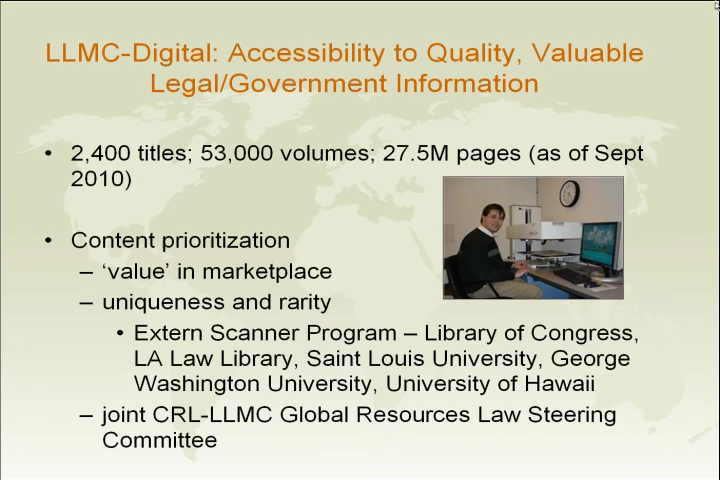 LLMC-Digital: Accessibility to Quality, Valuable
Legal/Government Information
• 2,400 titles; 53,000 volumes; 27.5M pages (as of Sept
2010)
• Content prioritization
– ‘value’ in marketplace
– uniqueness and rarity
• Extern Scanner Program – Library of Congress,
LA Law Library, Saint Louis University, George
Washington University, University of Hawaii
– joint CRL-LLMC Global Resources Law Steering
Committee